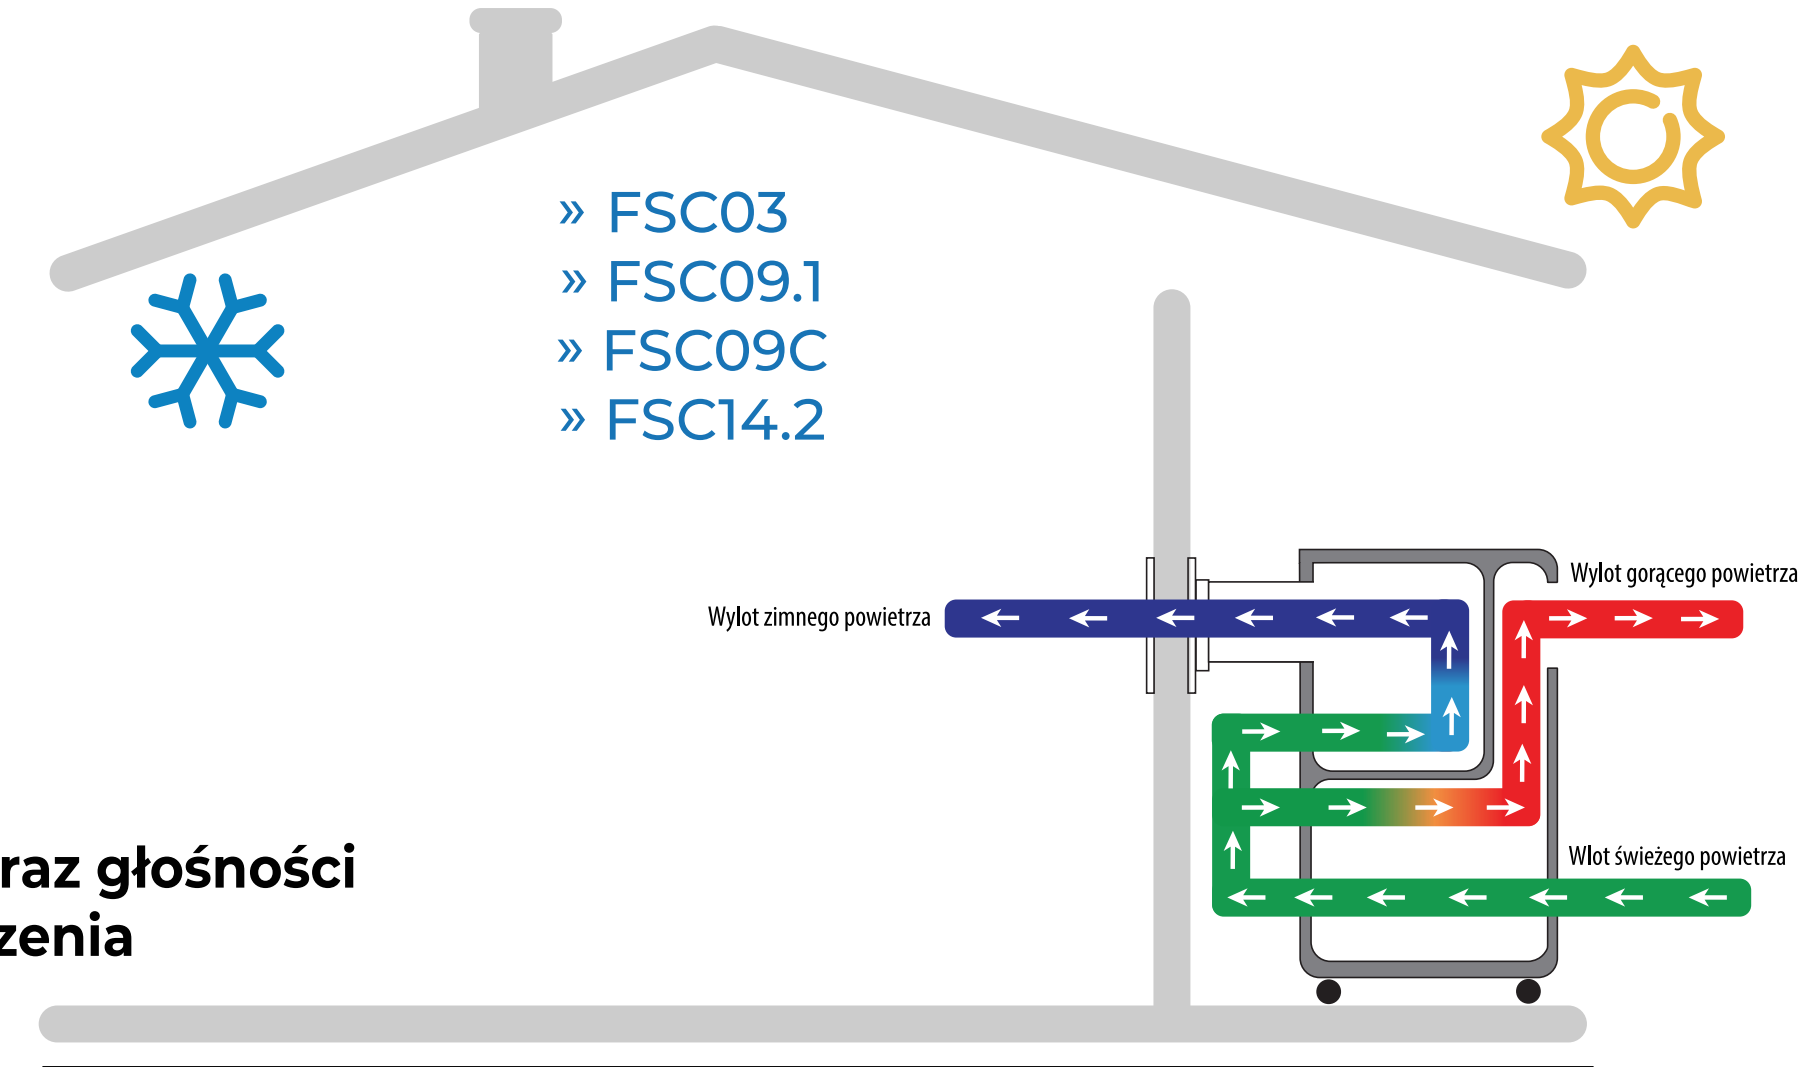 » FSC03
» FSC09.1
» FSC09C
» FSC14.2
Wylot gorącego powietrza
Wylot zimnego powietrza
Wlot świeżego powietrza
raz głośności
zenia